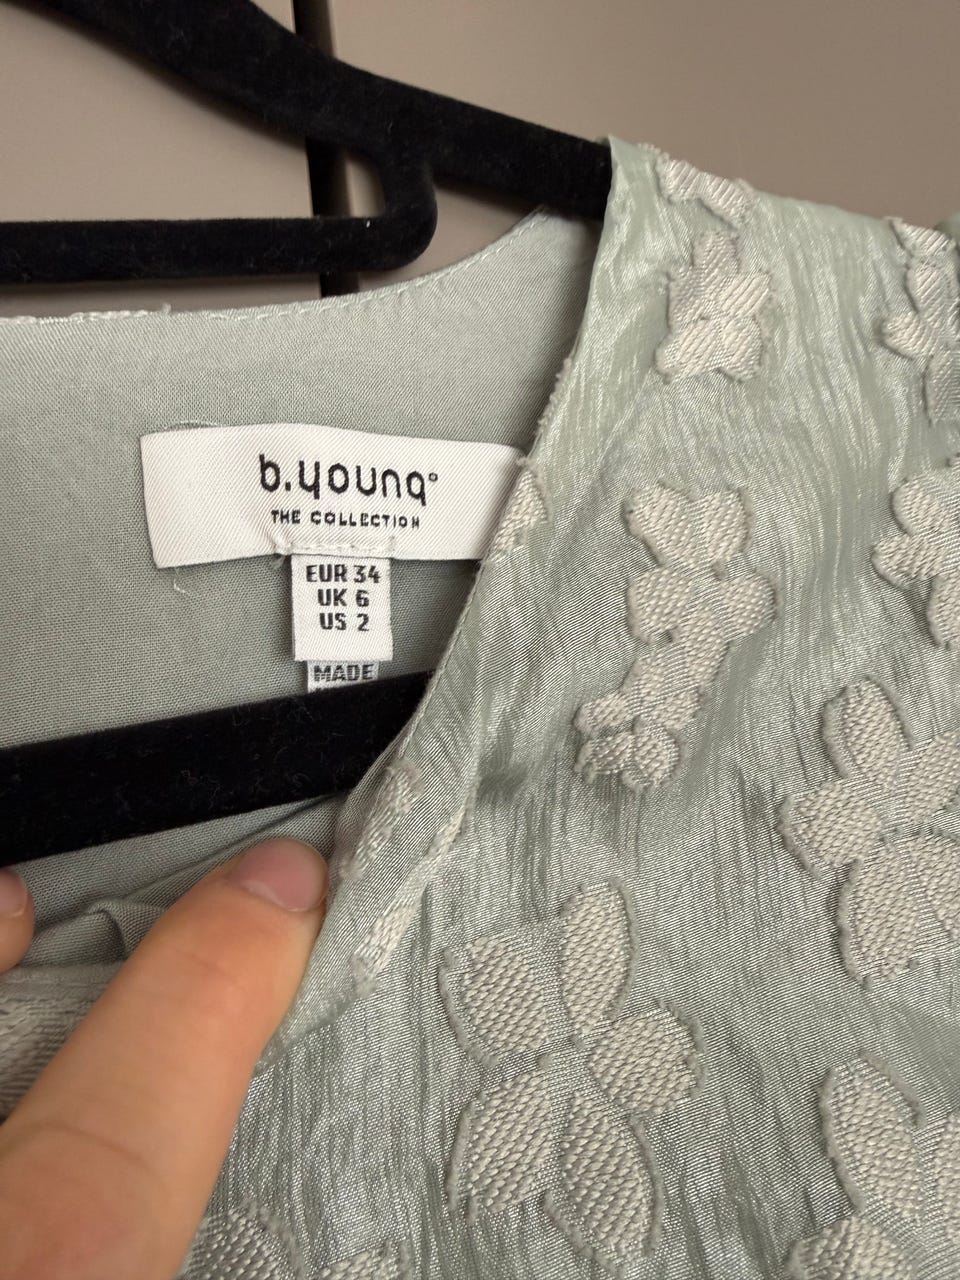 b.young®
THE COLLECTION
EUR 34
UK 6
US 2
MADE